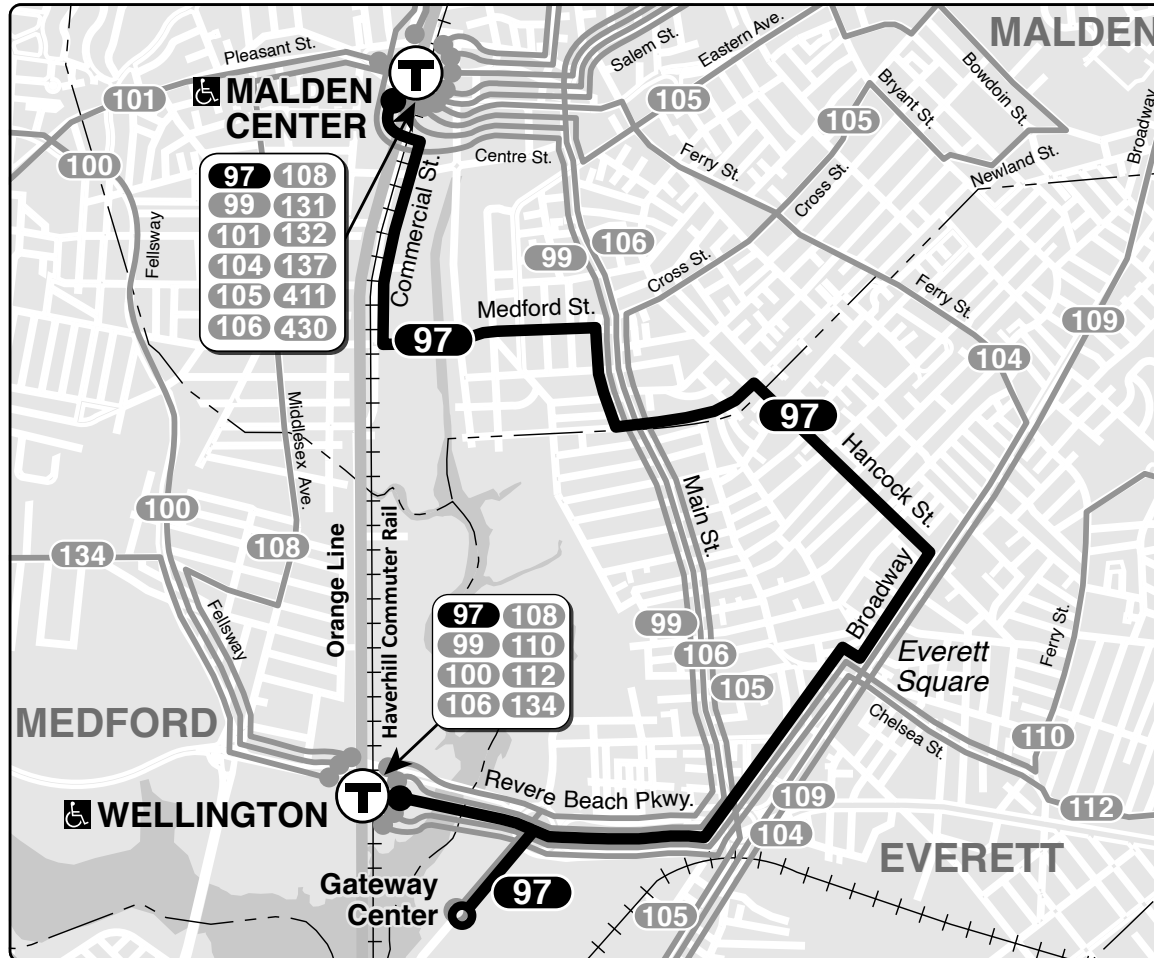 MALDEN
Pleasant St.
Salem St.
Eastern Ave.
Bowdoin St.
Bryant St.
Broadway
T
MALDEN
CENTER
101
105
105
100
Centre St.
Ferry St.
Cross St.
Newland St.
97 108
99 131
101 132
104 137
105 411
106 430
Commercial St.
Fellsway
99
106
Cross St.
Ferry St.
Medford St.
97
109
104
97
Middlesex Ave.
Hancock St.
Main St.
100
108
134
Orange Line
Haverhill Commuter Rail
Fellsway
97 108
99 110
100 112
106 134
99
106
105
Broadway
Everett
Square
Ferry St.
Chelsea St.
110
112
MEDFORD
T
WELLINGTON
Revere Beach Pkwy.
109
104
EVERETT
Gateway
Center
97
105